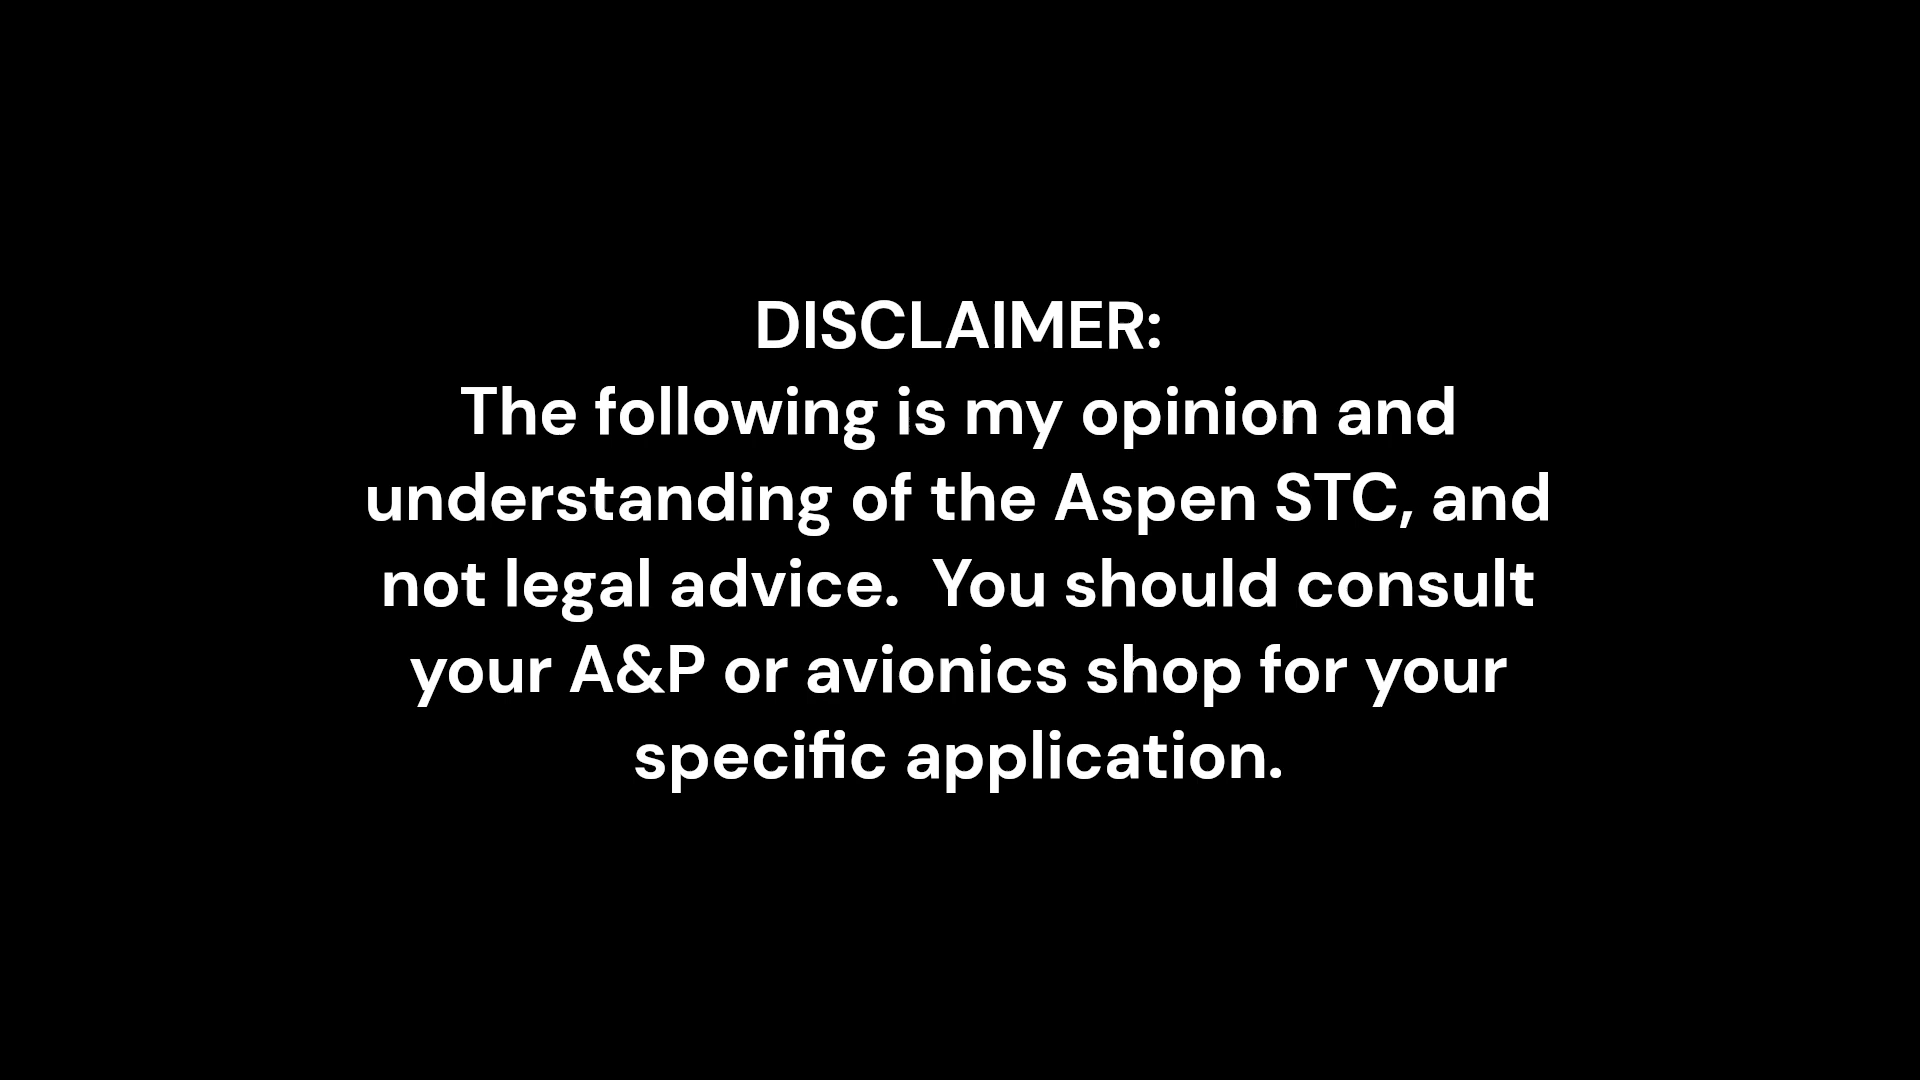 DISCLAIMER:
The following is my opinion and
understanding of the Aspen STC, and
not legal advice.  You should consult
your A&P or avionics shop for your
specific application.